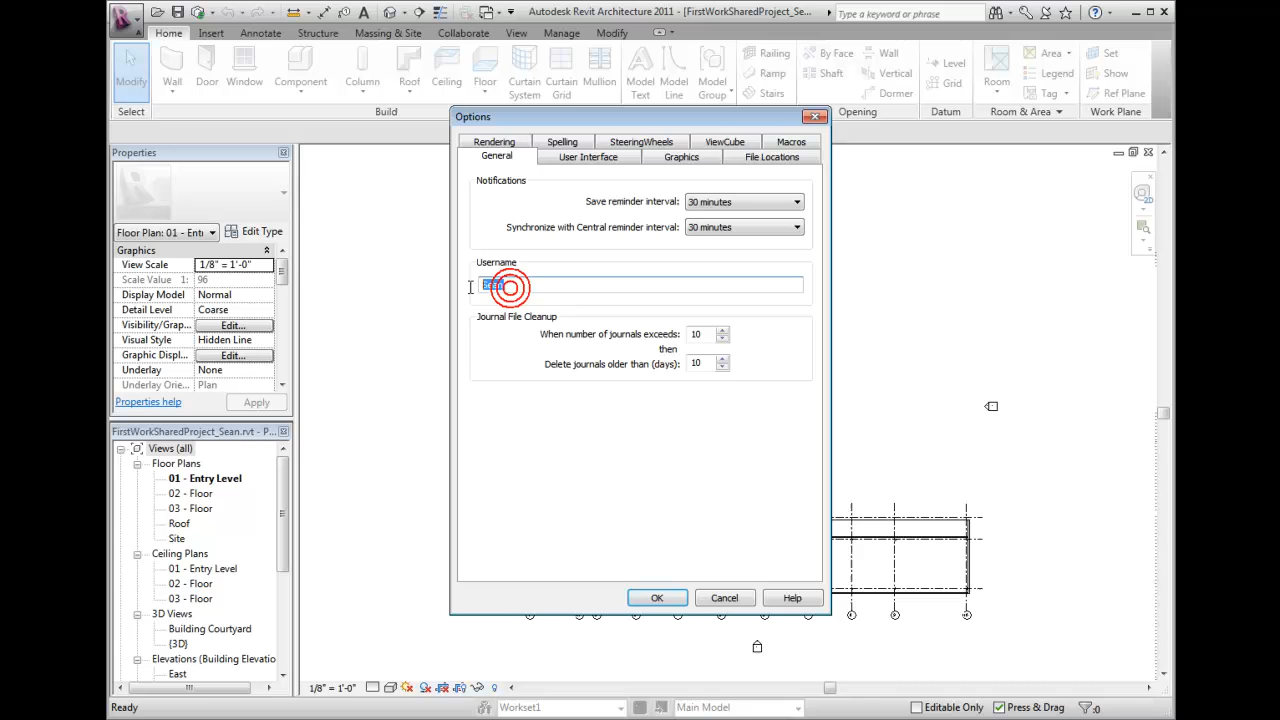 Autodesk Revit Architecture 2011 - [FirstWorkSharedProject_Sean...
Type a keyword or phrase
Home Insert Annotate Structure Massing & Site Collaborate View Manage Modify
Modify Wall Door Window Component Column Roof Ceiling Floor Curtain System Curtain Grid Mullion
Railing
Ramp
Stairs
Model Text Model Line Model Group
By Face Wall
Shaft Vertical
Dormer
Level
Grid
Room
Area
Legend
Tag
Set
Show
Ref Plane
Select Build Opening Datum Room & Area Work Plane
Properties
Floor Plan: 01 - Entr Edit Type
Graphics
View Scale 1/8" = 1'-0"
Scale Value 1: 96
Display Model Normal
Detail Level Coarse
Visibility/Grap... Edit...
Visual Style Hidden Line
Graphic Displ... Edit...
Underlay None
Underlay Orie... Plan
Properties help Apply
FirstWorkSharedProject_Sean.rvt - P...
Views (all)
Floor Plans
01 - Entry Level
02 - Floor
03 - Floor
Roof
Site
Ceiling Plans
01 - Entry Level
02 - Floor
03 - Floor
3D Views
Building Courtyard
{3D}
Elevations (Building Elevatio
East
Options
Rendering Spelling SteeringWheels ViewCube Macros
General User Interface Graphics File Locations
Notifications
Save reminder interval: 30 minutes
Synchronize with Central reminder interval: 30 minutes
Username
Journal File Cleanup
When number of journals exceeds: 10
then
Delete journals older than (days): 10
OK Cancel Help
1/8" = 1'-0"
Ready Workset1 :0 Main Model Editable Only Press & Drag